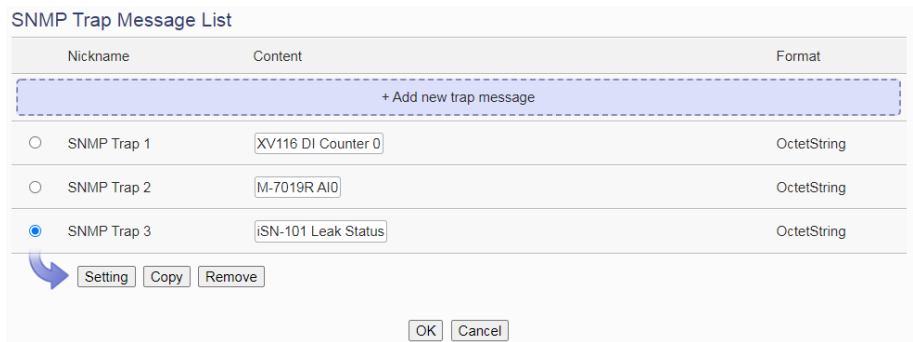 SNMP Trap Message List
Nickname Content Format
+ Add new trap message
SNMP Trap 1 XV116 DI Counter 0 OctetString
SNMP Trap 2 M-7019R AI0 OctetString
SNMP Trap 3 iSN-101 Leak Status OctetString
Setting Copy Remove
OK Cancel